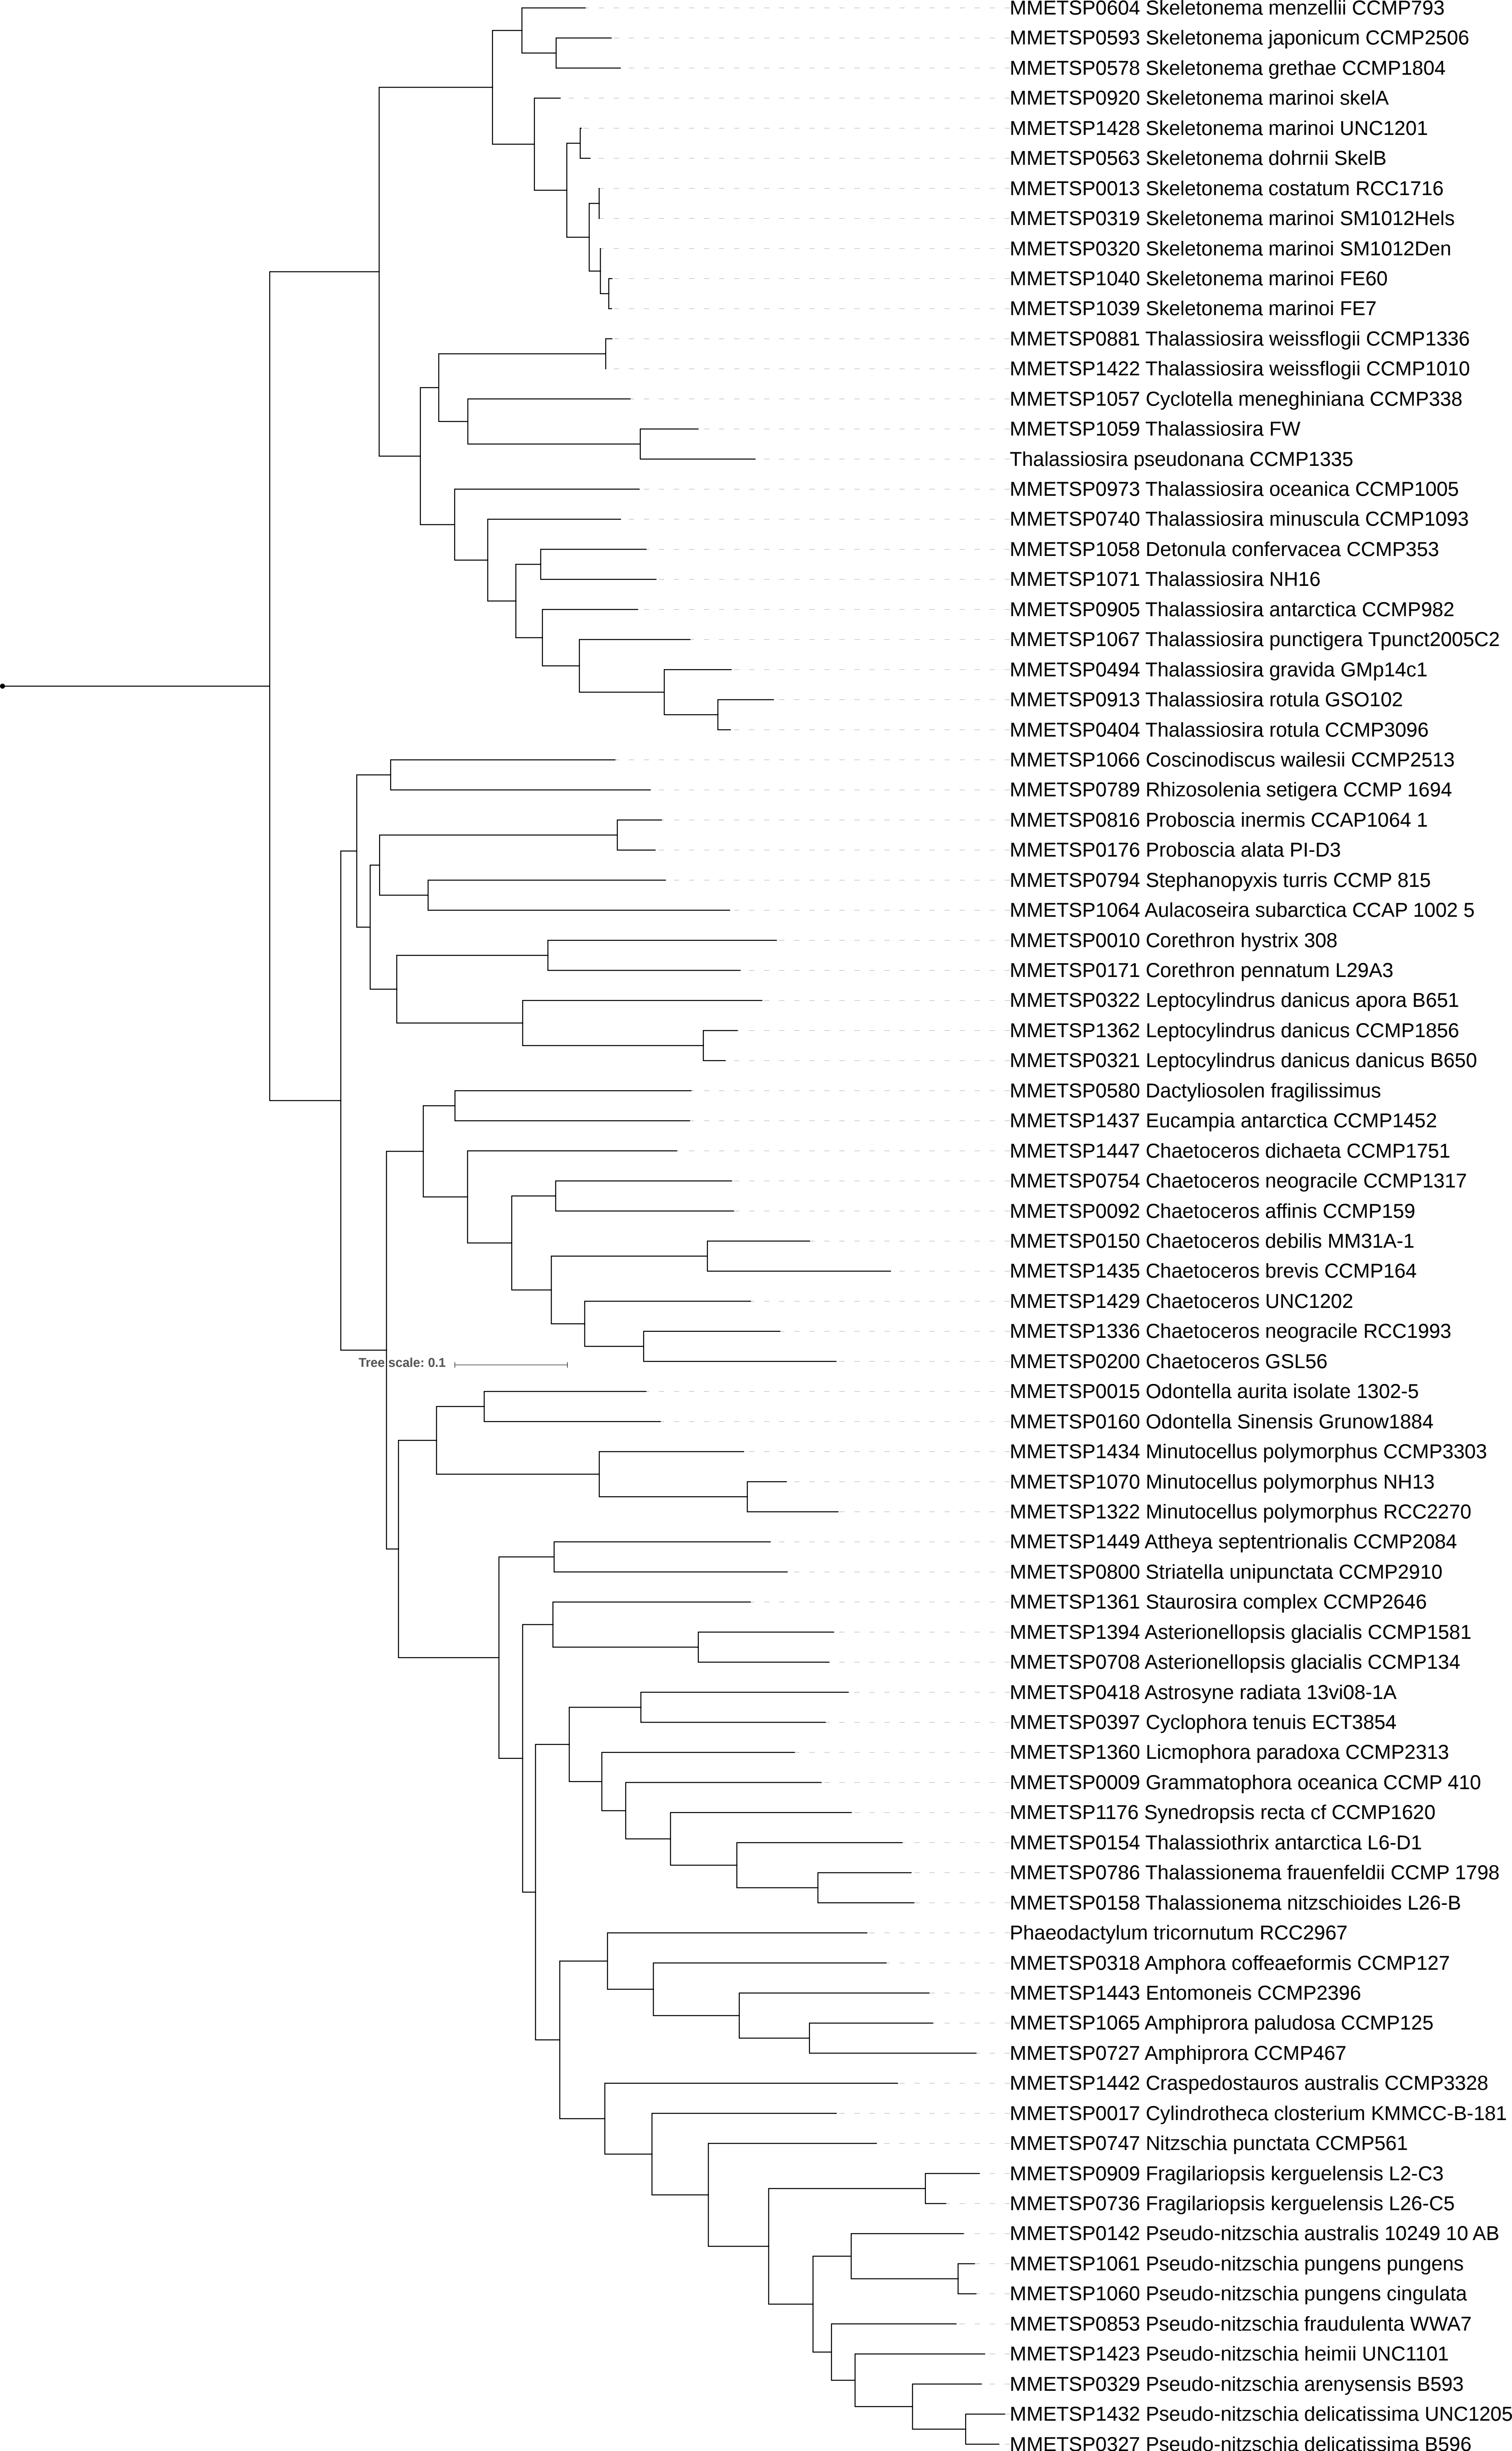 MMETSP0604 Skeletonema menzellii CCMP793
MMETSP0593 Skeletonema japonicum CCMP2506
MMETSP0578 Skeletonema grethae CCMP1804
MMETSP0920 Skeletonema marinoi skelA
MMETSP1428 Skeletonema marinoi UNC1201
MMETSP0563 Skeletonema dohrnii SkelB
MMETSP0013 Skeletonema costatum RCC1716
MMETSP0319 Skeletonema marinoi SM1012Hels
MMETSP0320 Skeletonema marinoi SM1012Den
MMETSP1040 Skeletonema marinoi FE60
MMETSP1039 Skeletonema marinoi FE7
MMETSP0881 Thalassiosira weissflogii CCMP1336
MMETSP1422 Thalassiosira weissflogii CCMP1010
MMETSP1057 Cyclotella meneghiniana CCMP338
MMETSP1059 Thalassiosira FW
Thalassiosira pseudonana CCMP1335
MMETSP0973 Thalassiosira oceanica CCMP1005
MMETSP0740 Thalassiosira minuscula CCMP1093
MMETSP1058 Detonula confervacea CCMP353
MMETSP1071 Thalassiosira NH16
MMETSP0905 Thalassiosira antarctica CCMP982
MMETSP1067 Thalassiosira punctigera Tpunct2005C2
MMETSP0494 Thalassiosira gravida GMp14c1
MMETSP0913 Thalassiosira rotula GSO102
MMETSP0404 Thalassiosira rotula CCMP3096
MMETSP1066 Coscinodiscus wailesii CCMP2513
MMETSP0789 Rhizosolenia setigera CCMP 1694
MMETSP0816 Proboscia inermis CCAP1064 1
MMETSP0176 Proboscia alata PI-D3
MMETSP0794 Stephanopyxis turris CCMP 815
MMETSP1064 Aulacoseira subarctica CCAP 1002 5
MMETSP0010 Corethron hystrix 308
MMETSP0171 Corethron pennatum L29A3
MMETSP0322 Leptocylindrus danicus apora B651
MMETSP1362 Leptocylindrus danicus CCMP1856
MMETSP0321 Leptocylindrus danicus danicus B650
MMETSP0580 Dactyliosolen fragilissimus
MMETSP1437 Eucampia antarctica CCMP1452
MMETSP1447 Chaetoceros dichaeta CCMP1751
MMETSP0754 Chaetoceros neogracile CCMP1317
MMETSP0092 Chaetoceros affinis CCMP159
MMETSP0150 Chaetoceros debilis MM31A-1
MMETSP1435 Chaetoceros brevis CCMP164
MMETSP1429 Chaetoceros UNC1202
MMETSP1336 Chaetoceros neogracile RCC1993
MMETSP0200 Chaetoceros GSL56
Tree scale: 0.1
MMETSP0015 Odontella aurita isolate 1302-5
MMETSP0160 Odontella Sinensis Grunow1884
MMETSP1434 Minutocellus polymorphus CCMP3303
MMETSP1070 Minutocellus polymorphus NH13
MMETSP1322 Minutocellus polymorphus RCC2270
MMETSP1449 Attheya septentrionalis CCMP2084
MMETSP0800 Striatella unipunctata CCMP2910
MMETSP1361 Staurosira complex CCMP2646
MMETSP1394 Asterionellopsis glacialis CCMP1581
MMETSP0708 Asterionellopsis glacialis CCMP134
MMETSP0418 Astrosyne radiata 13vi08-1A
MMETSP0397 Cyclophora tenuis ECT3854
MMETSP1360 Licmophora paradoxa CCMP2313
MMETSP0009 Grammatophora oceanica CCMP 410
MMETSP1176 Synedropsis recta cf CCMP1620
MMETSP0154 Thalassiothrix antarctica L6-D1
MMETSP0786 Thalassionema frauenfeldii CCMP 1798
MMETSP0158 Thalassionema nitzschioides L26-B
Phaeodactylum tricornutum RCC2967
MMETSP0318 Amphora coffeaeformis CCMP127
MMETSP1443 Entomoneis CCMP2396
MMETSP1065 Amphiprora paludosa CCMP125
MMETSP0727 Amphiprora CCMP467
MMETSP1442 Craspedostauros australis CCMP3328
MMETSP0017 Cylindrotheca closterium KMMCC-B-181
MMETSP0747 Nitzschia punctata CCMP561
MMETSP0909 Fragilariopsis kerguelensis L2-C3
MMETSP0736 Fragilariopsis kerguelensis L26-C5
MMETSP0142 Pseudo-nitzschia australis 10249 10 AB
MMETSP1061 Pseudo-nitzschia pungens pungens
MMETSP1060 Pseudo-nitzschia pungens cingulata
MMETSP0853 Pseudo-nitzschia fraudulenta WWA7
MMETSP1423 Pseudo-nitzschia heimii UNC1101
MMETSP0329 Pseudo-nitzschia arenysensis B593
MMETSP1432 Pseudo-nitzschia delicatissima UNC1205
MMETSP0327 Pseudo-nitzschia delicatissima B596